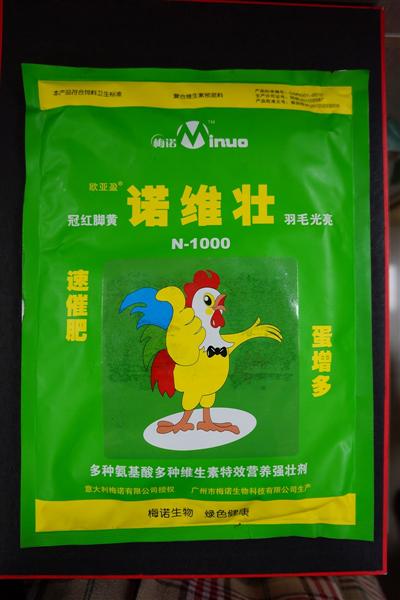 本产品符合饲料卫生标准
复合维生素预混料
梅诺 Minuo ™
欧亚盈®
冠红脚黄 诺维壮 羽毛光亮
N-1000
速催肥
蛋增多
多种氨基酸多种维生素特效营养强壮剂
意大利梅诺有限公司授权 广州市梅诺生物科技有限公司生产
梅诺生物 绿色健康